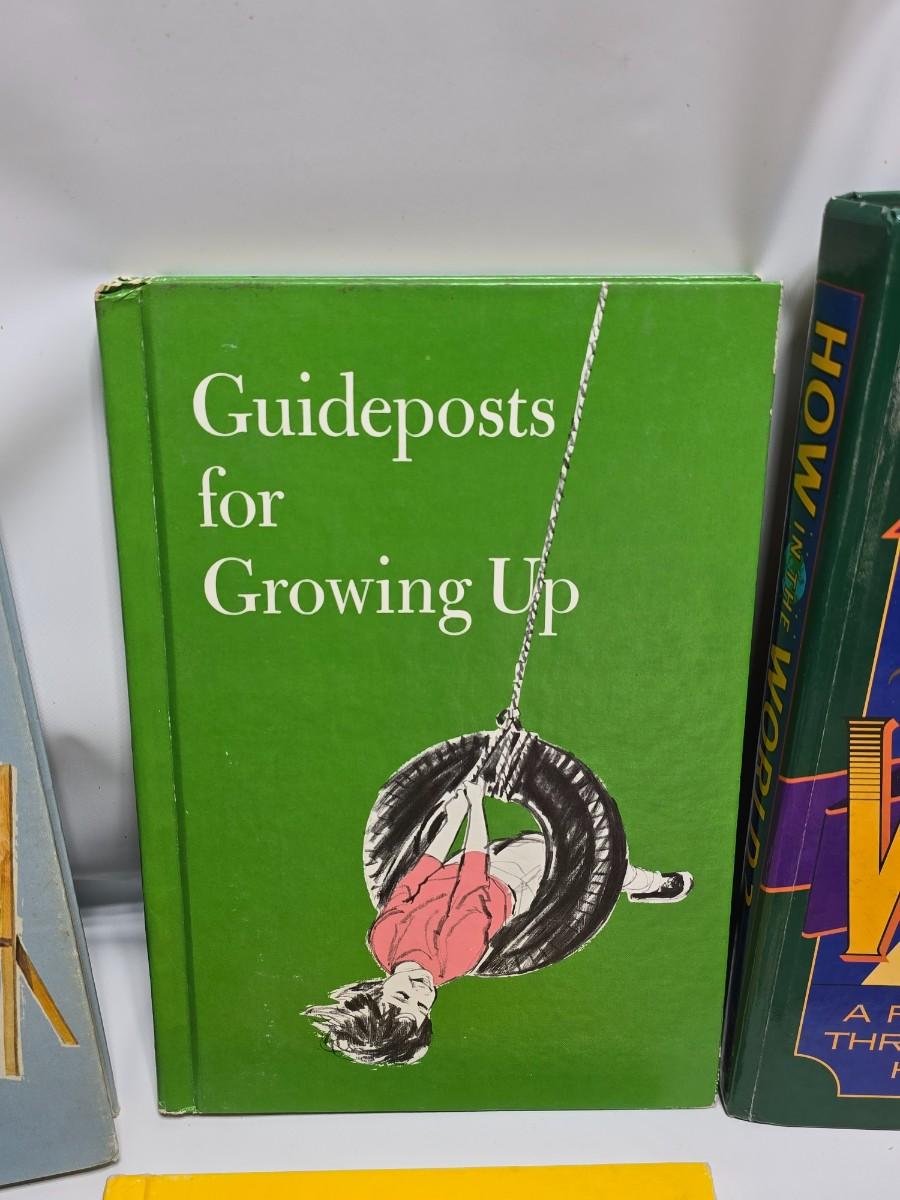 Guideposts
for
Growing Up
HOW IN THE WORLD?
W
A
THR
H